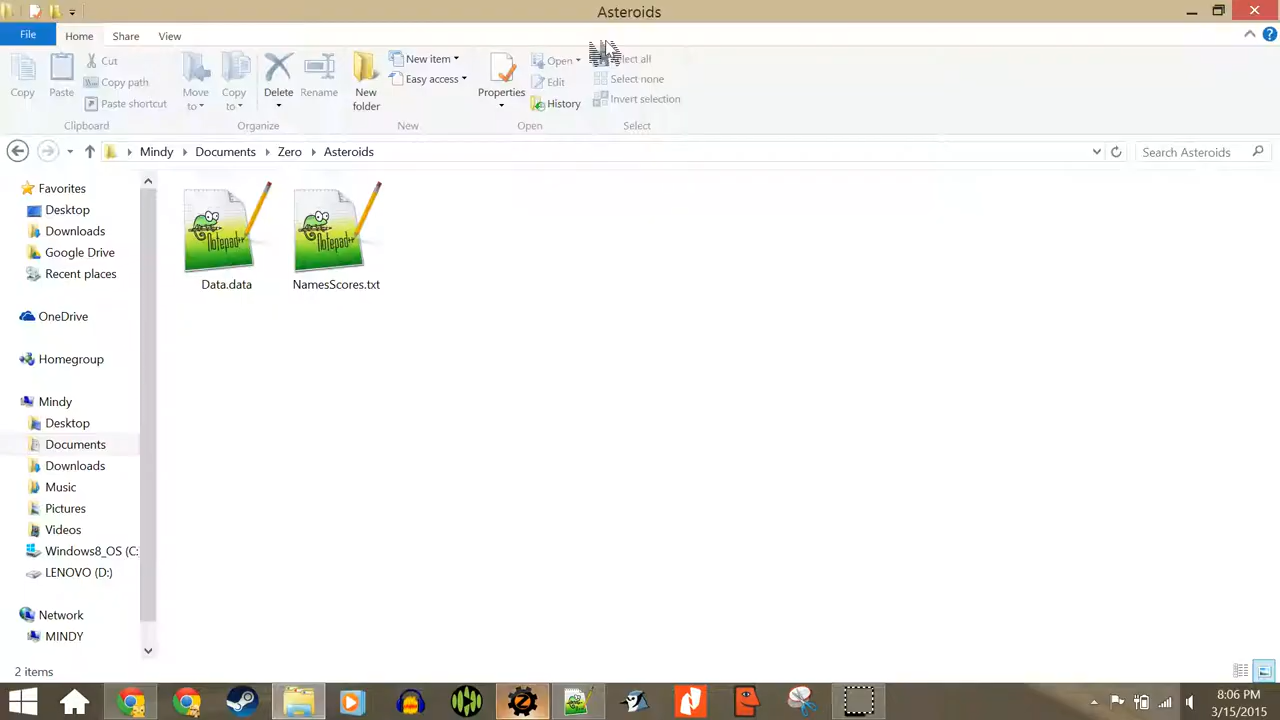 Asteroids
File Home Share View
Copy Paste Cut Copy path Paste shortcut Move to Copy to Delete Rename New folder New item Easy access Properties Open Edit History Select none Invert selection
Clipboard Organize New Open Select
Mindy Documents Zero Asteroids Search Asteroids
Favorites
Desktop
Downloads
Google Drive
Recent places
OneDrive
Homegroup
Mindy
Desktop
Documents
Downloads
Music
Pictures
Videos
Windows8_OS (C:
LENOVO (D:)
Network
MINDY
Notepad++ Notepad++
Data.data NamesScores.txt
2 items
8:06 PM
3/15/2015